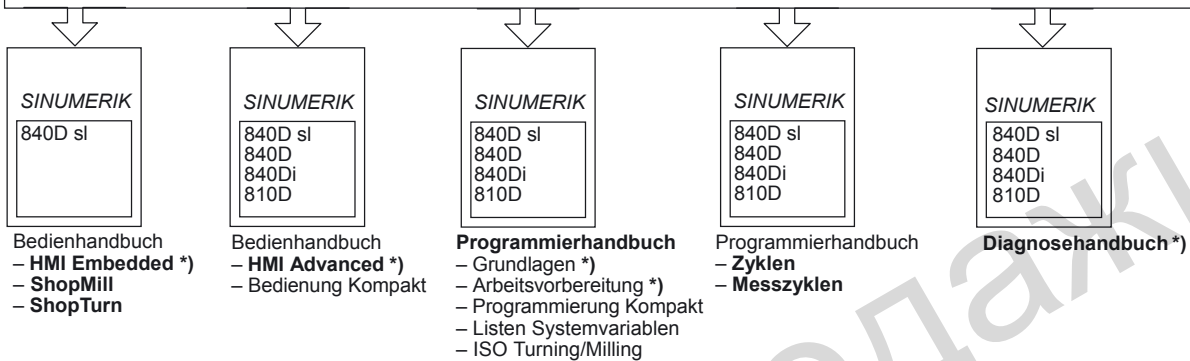 SINUMERIK
840D sl
Bedienhandbuch
– HMI Embedded *)
– ShopMill
– ShopTurn
SINUMERIK
840D sl
840D
840Di
810D
Bedienhandbuch
– HMI Advanced *)
– Bedienung Kompakt
SINUMERIK
840D sl
840D
840Di
810D
Programmierhandbuch
– Grundlagen *)
– Arbeitsvorbereitung *)
– Programmierung Kompakt
– Listen Systemvariablen
– ISO Turning/Milling
SINUMERIK
840D sl
840D
840Di
810D
Programmierhandbuch
– Zyklen
– Messzyklen
SINUMERIK
840D sl
840D
840Di
810D
Diagnosehandbuch *)